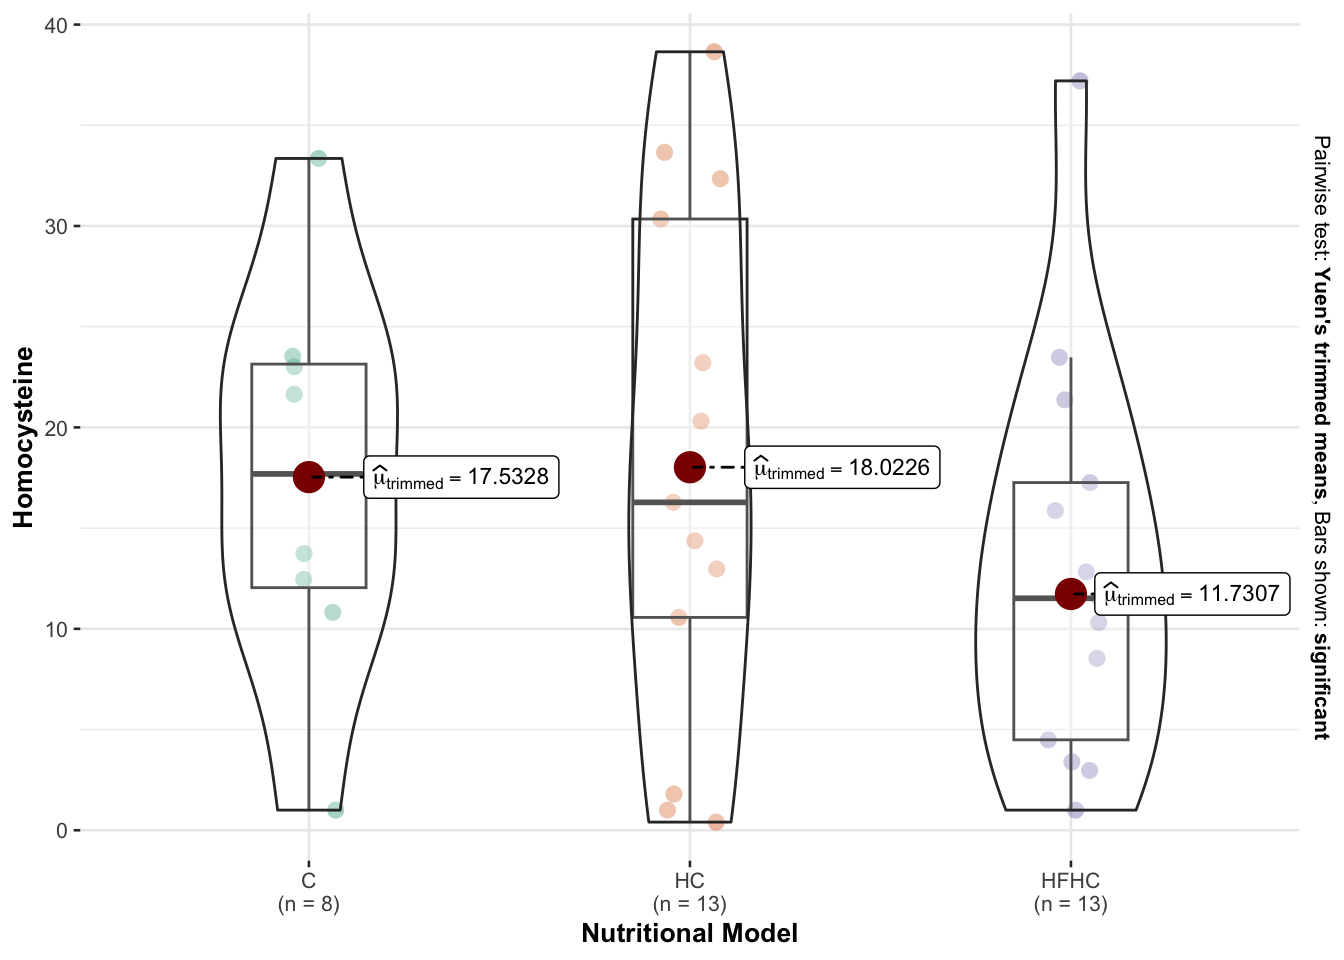 40
30
20
10
0
Homocysteine
μ̂trimmed = 17.5328
μ̂trimmed = 18.0226
μ̂trimmed = 11.7307
C
(n = 8)
HC
(n = 13)
HFHC
(n = 13)
Nutritional Model
Pairwise test: Yuen's trimmed means, Bars shown: significant